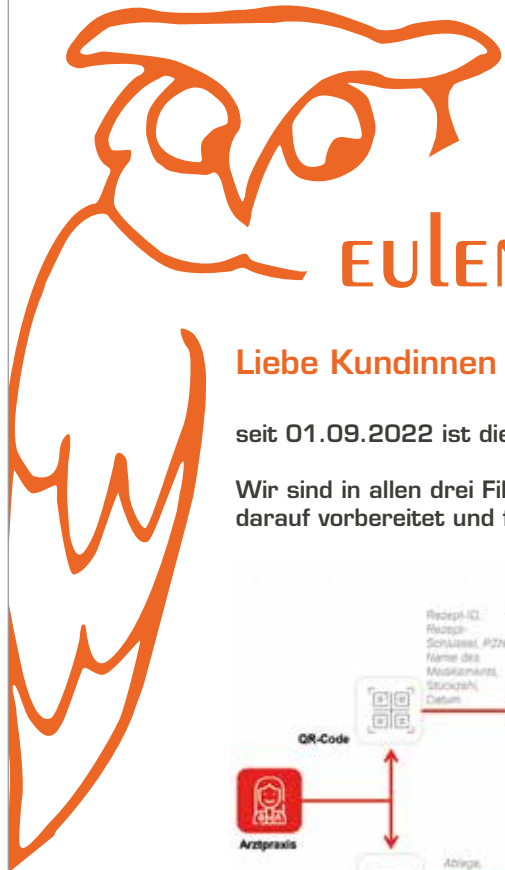 EULEN
Liebe Kundinnen
seit 01.09.2022 ist die
Wir sind in allen drei Fil
darauf vorbereitet und f
Rezept-ID,
Rezept-
Schlüssel, PZN
Name des
Medikaments,
Stückzahl,
Datum
QR-Code
Arztpraxis
Ablage,